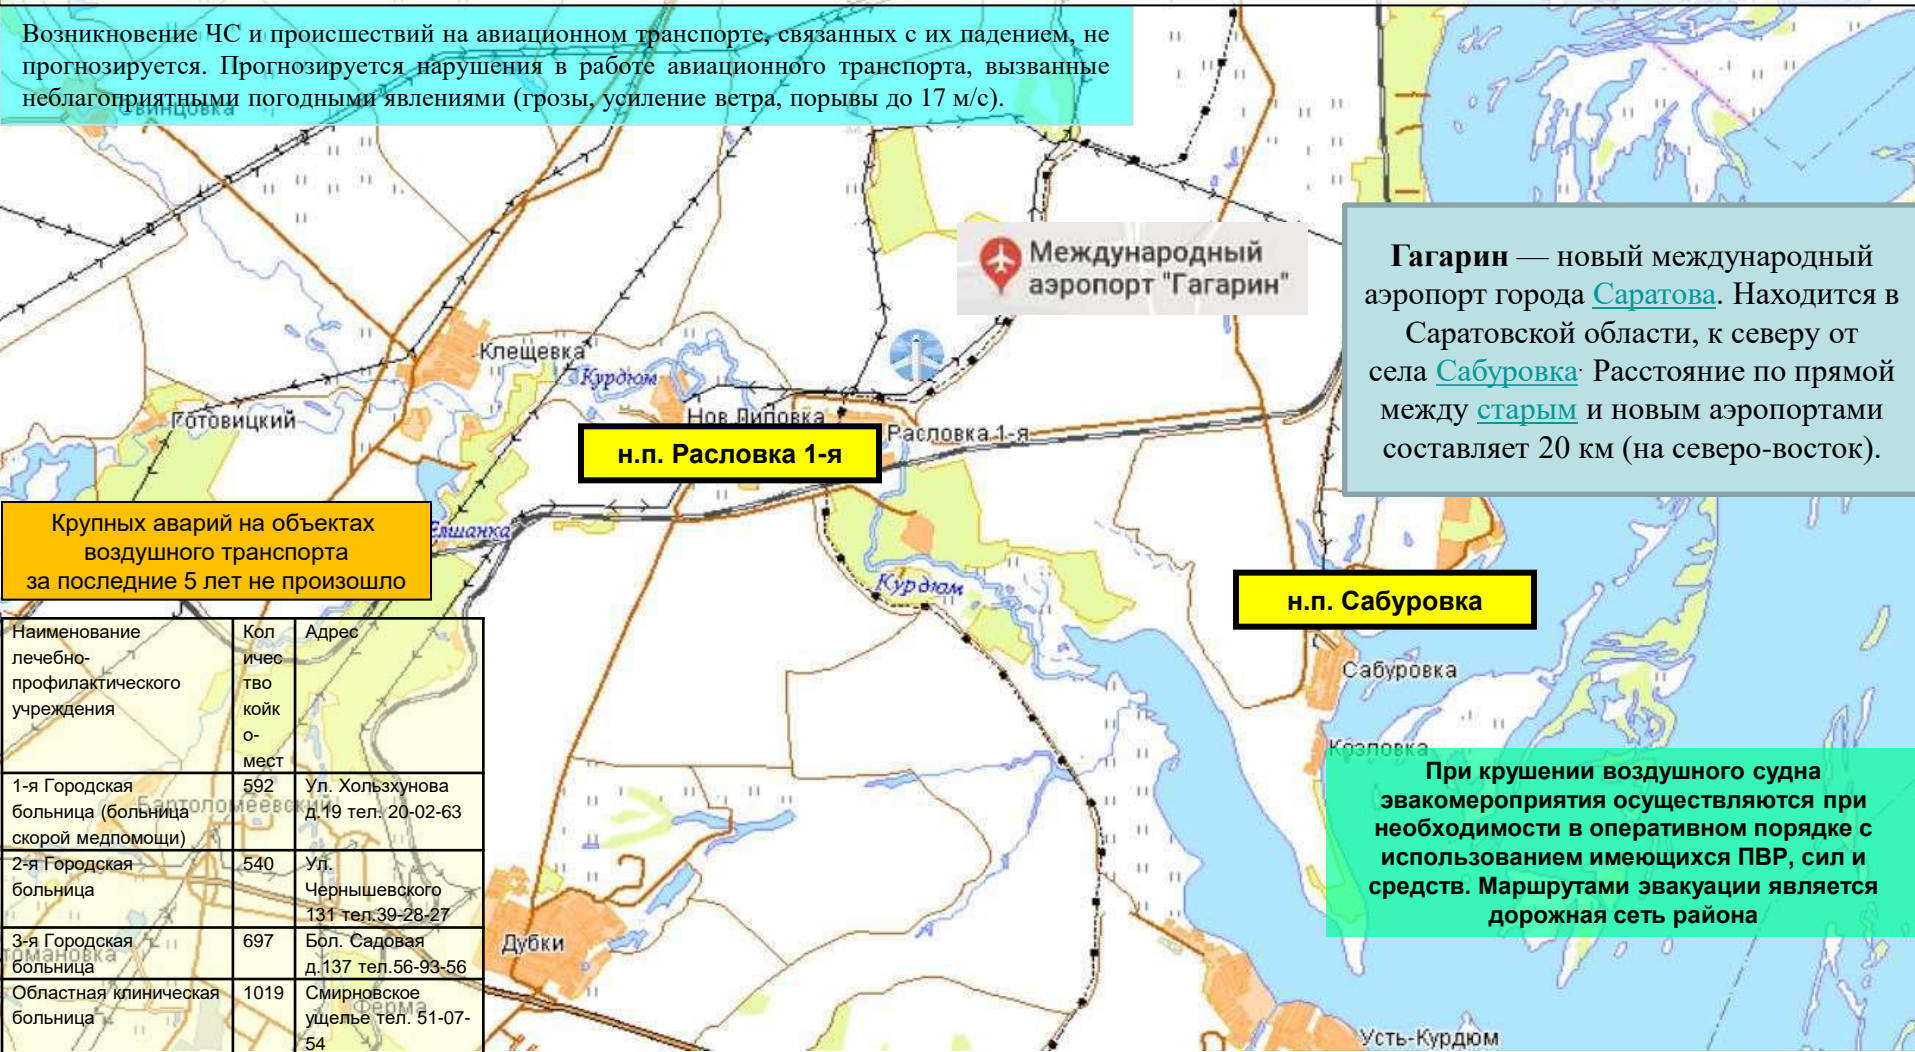 Возникновение ЧС и происшествий на авиационном транспорте, связанных с их падением, не
прогнозируется. Прогнозируется нарушения в работе авиационного транспорта, вызванные
неблагоприятными погодными явлениями (грозы, усиление ветра, порывы до 17 м/с).
Свинцовка
Международный
аэропорт "Гагарин"
Гагарин — новый международный
аэропорт города Саратова. Находится в
Саратовской области, к северу от
села Сабуровка. Расстояние по прямой
между старым и новым аэропортами
составляет 20 км (на северо-восток).
Клещевка
Курдюм
Готовицкий
Нов.Липовка
Расловка 1-я
н.п. Расловка 1-я
Крупных аварий на объектах
воздушного транспорта
за последние 5 лет не произошло
Елшанка
Курдюм
н.п. Сабуровка
Сабуровка
Козловка
Наименование
лечебно-
профилактического
учреждения
Кол
ичес
тво
койк
о-
мест
Адрес
1-я Городская
больница (больница
скорой медпомощи)
592
Ул. Хользхунова
д.19 тел. 20-02-63
Бартоломеевский
2-я Городская
больница
540
Ул.
Чернышевского
131 тел.39-28-27
3-я Городская
больница
697
Бол. Садовая
д.137 тел.56-93-56
Областная клиническая
больница
1019
Смирновское
ущелье тел. 51-07-
54
Ферма
Дубки
При крушении воздушного судна
эвакомероприятия осуществляются при
необходимости в оперативном порядке с
использованием имеющихся ПВР, сил и
средств. Маршрутами эвакуации является
дорожная сеть района
Усть-Курдюм